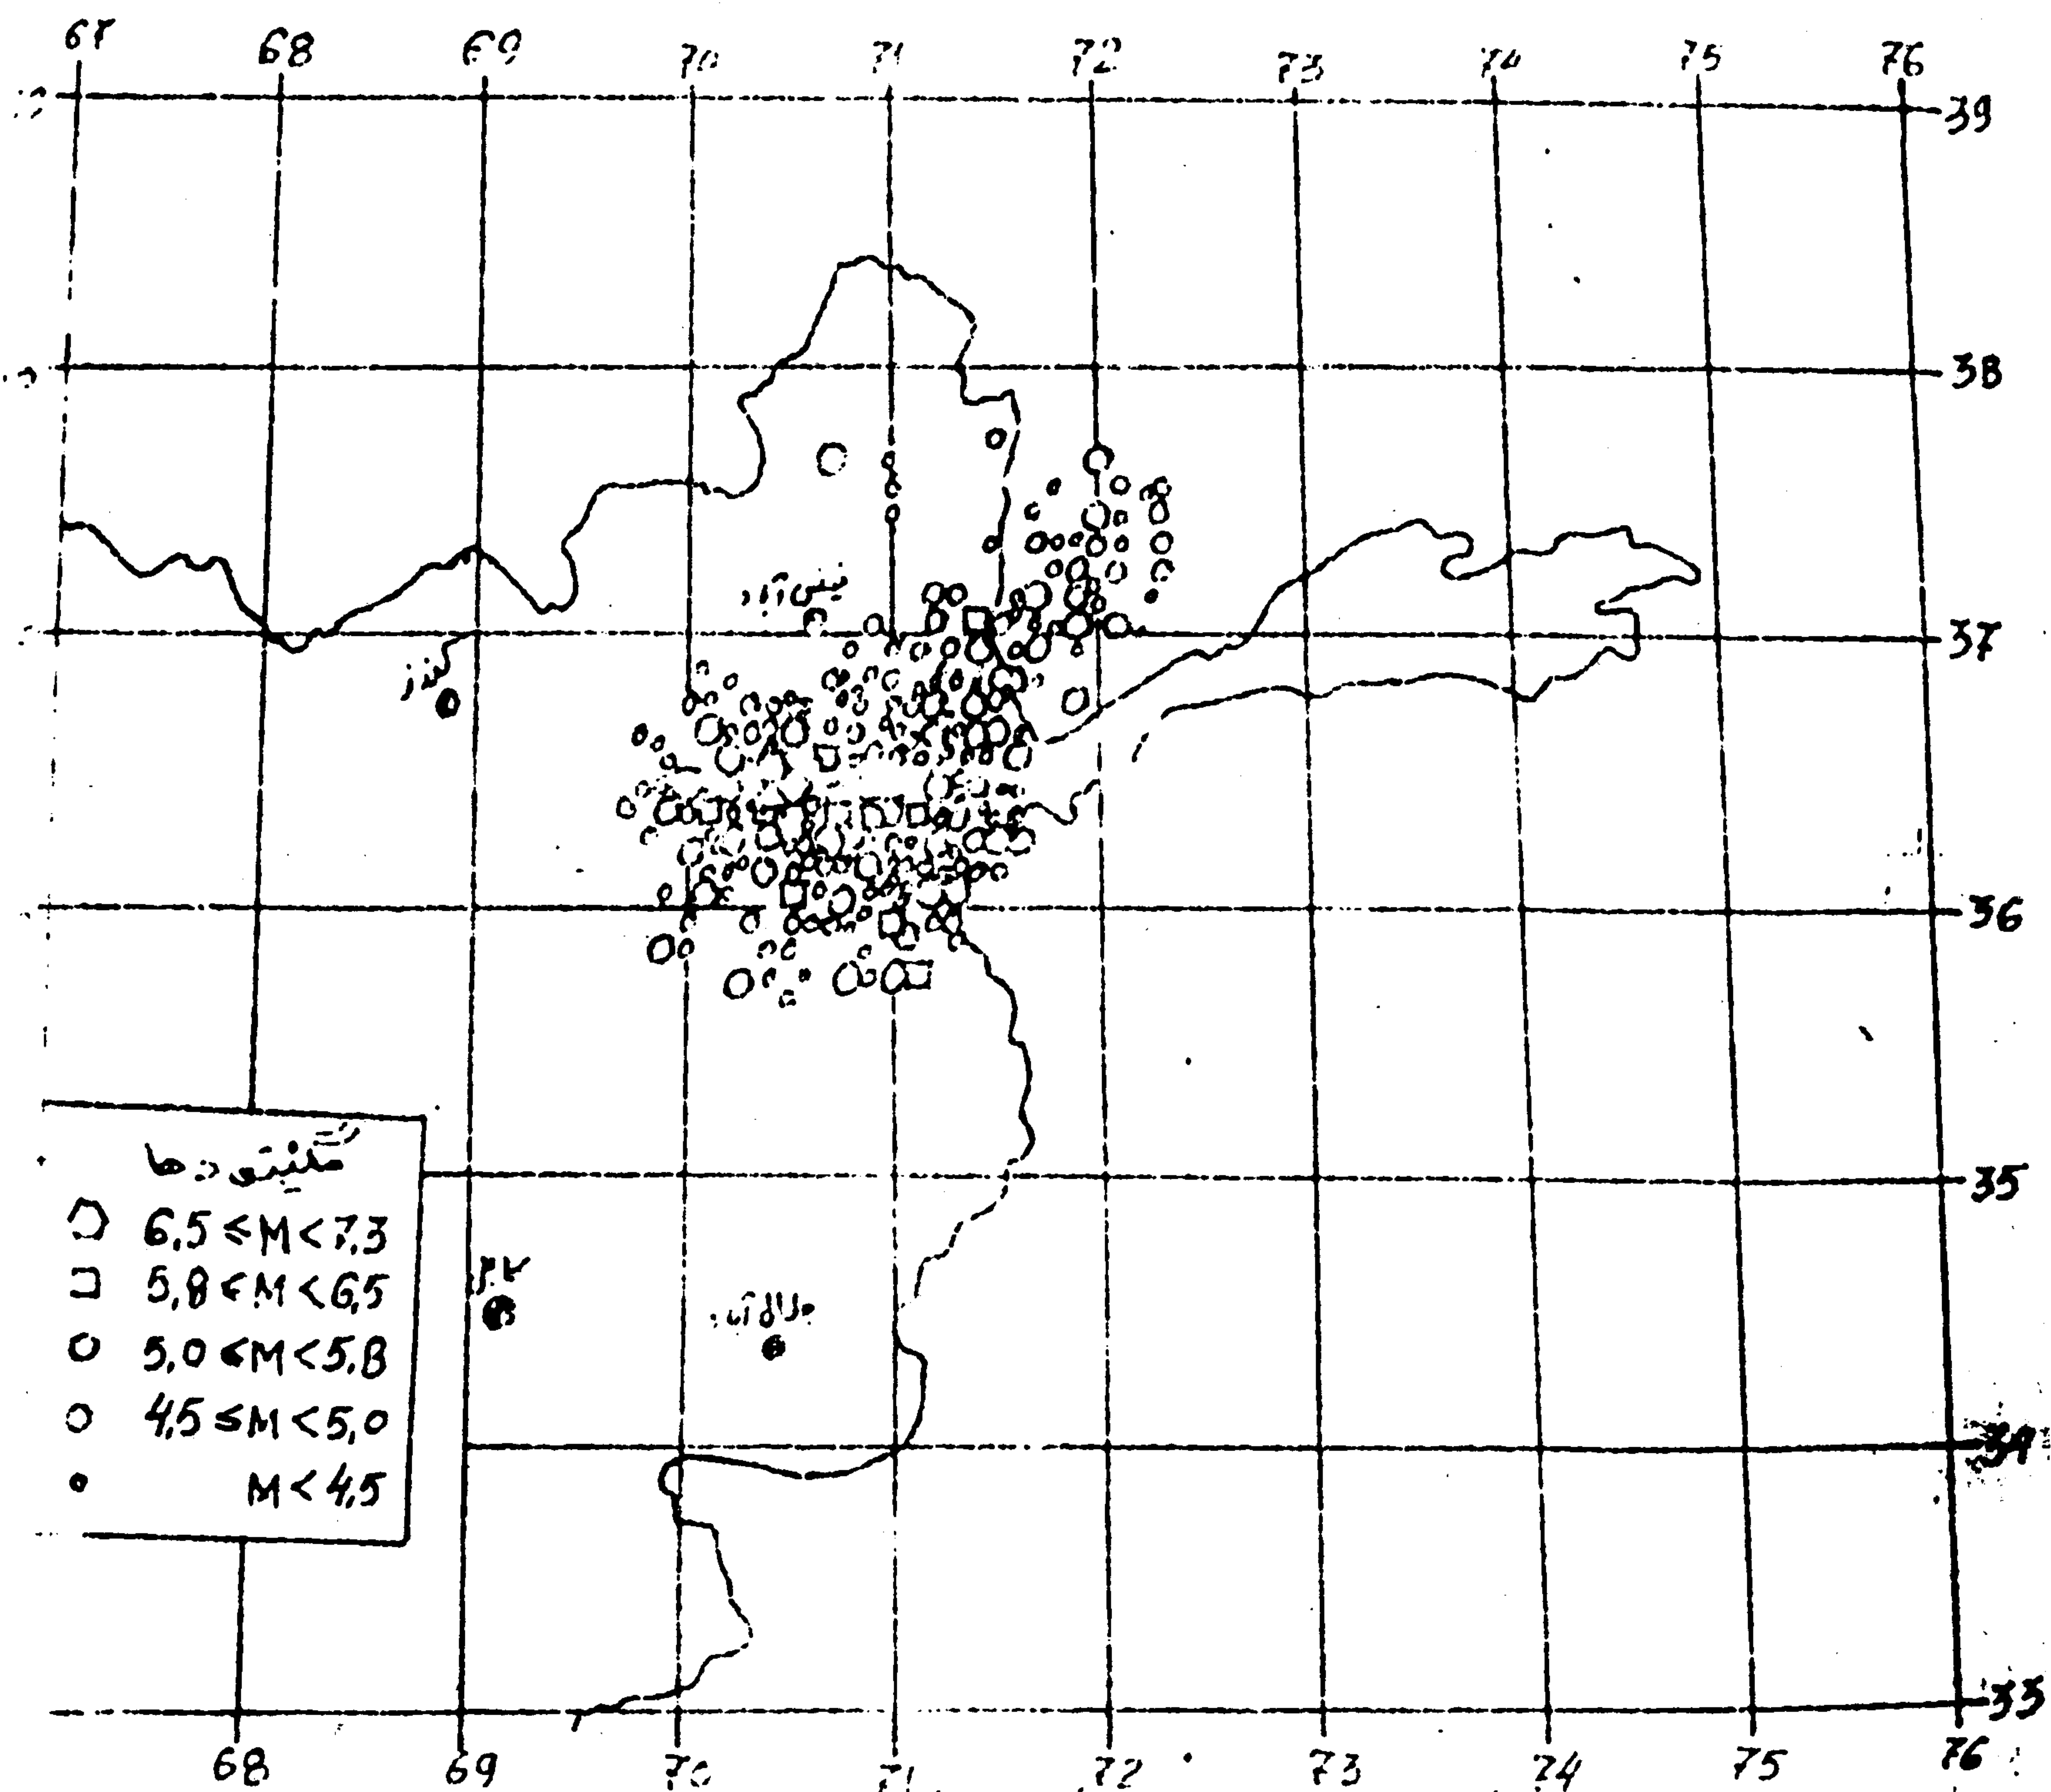 67 68 69 70 71 72 73 74 75 76
39
38
فیض آباد
37
کندز
36
مگنیتودها
35
6,5 ≤ M < 7,3
5,8 ≤ M < 6,5
کابل
جلال آباد
5,0 ≤ M < 5,8
4,5 ≤ M < 5,0
34
M < 4,5
33
68 69 70 71 72 73 74 75 76